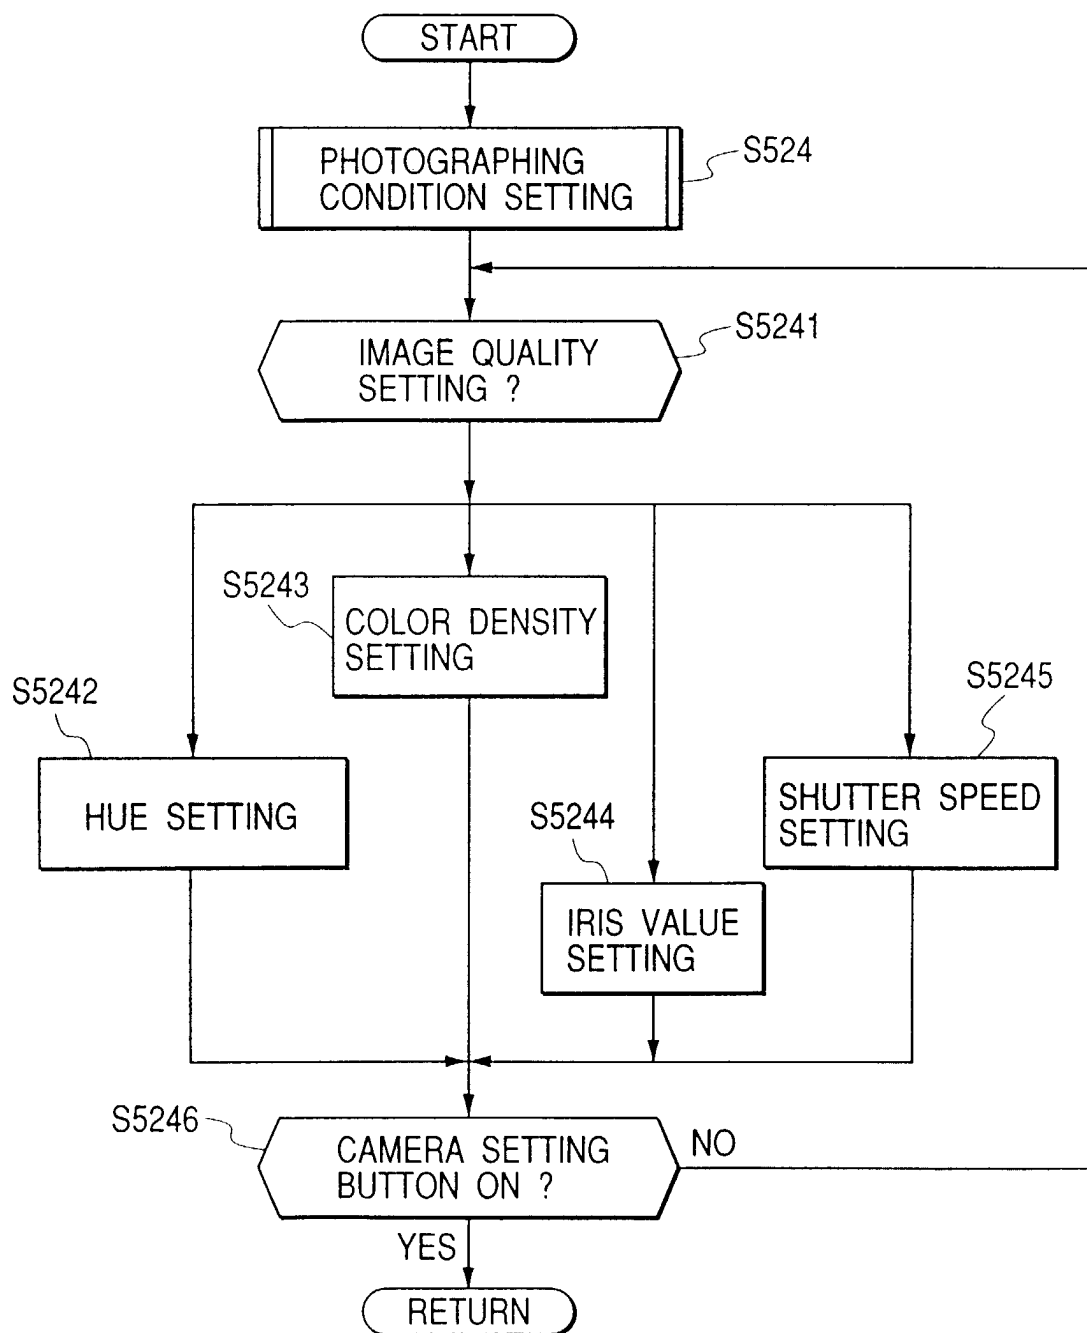 START
PHOTOGRAPHING
CONDITION SETTING
S524
IMAGE QUALITY
SETTING ?
S5241
S5243
COLOR DENSITY
SETTING
S5242
HUE SETTING
S5245
SHUTTER SPEED
SETTING
S5244
IRIS VALUE
SETTING
S5246
CAMERA SETTING
BUTTON ON ?
NO
YES
RETURN